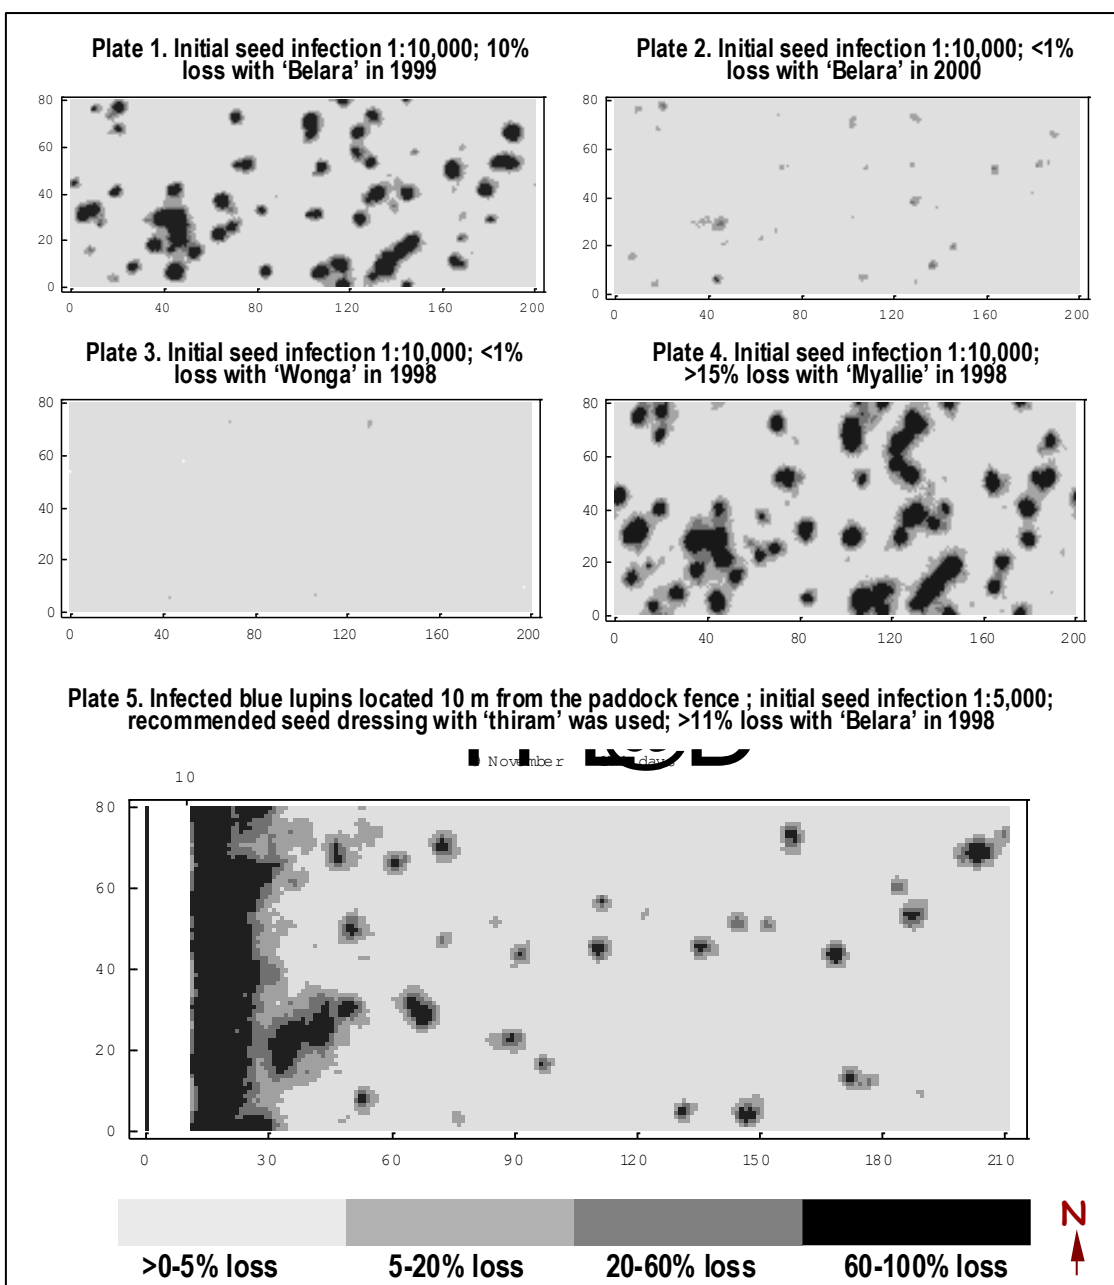 Plate 1. Initial seed infection 1:10,000; 10%
loss with ‘Belara’ in 1999
80
60
40
20
0
0 40 80 120 160 200
Plate 2. Initial seed infection 1:10,000; <1%
loss with ‘Belara’ in 2000
80
60
40
20
0
0 40 80 120 160 200
Plate 3. Initial seed infection 1:10,000; <1%
loss with ‘Wonga’ in 1998
80
60
40
20
0
0 40 80 120 160 200
Plate 4. Initial seed infection 1:10,000;
>15% loss with ‘Myallie’ in 1998
80
60
40
20
0
0 40 80 120 160 200
Plate 5. Infected blue lupins located 10 m from the paddock fence ; initial seed infection 1:5,000;
recommended seed dressing with ‘thiram’ was used; >11% loss with ‘Belara’ in 1998
November days
10
80
60
40
20
0
0 30 60 90 120 150 180 210
>0-5% loss 5-20% loss 20-60% loss 60-100% loss
N